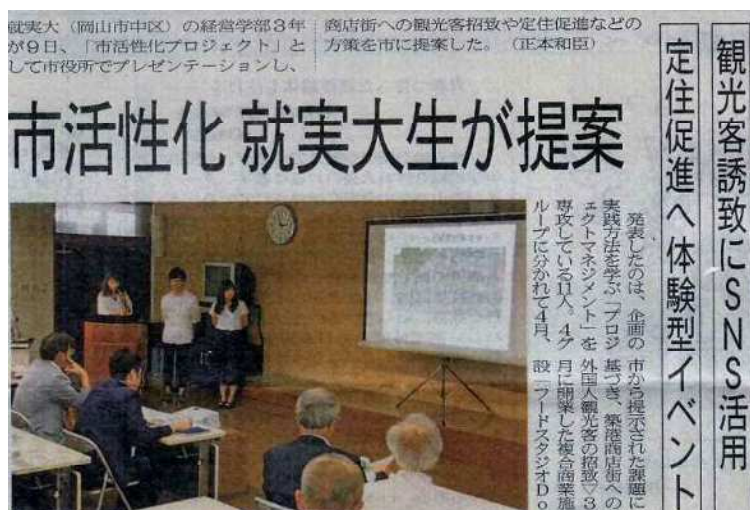 就実大（岡山市中区）の経営学部３年
が９日、「市活性化プロジェクト」と
して市役所でプレゼンテーションし、
商店街への観光客招致や定住促進などの
方策を市に提案した。（正本和臣）
市活性化 就実大生が提案
観光客誘致にＳＮＳ活用
定住促進へ体験型イベント
発表したのは、企画の
実践方法を学ぶ「プロジ
ェクトマネジメント」を
専攻している11人。４グ
ループに分かれて４月、
市から提示された課題に
基づき、築港商店街への
外国人観光客の招致▽３
月に開業した複合商業施
設「フードスタジオＤｏ